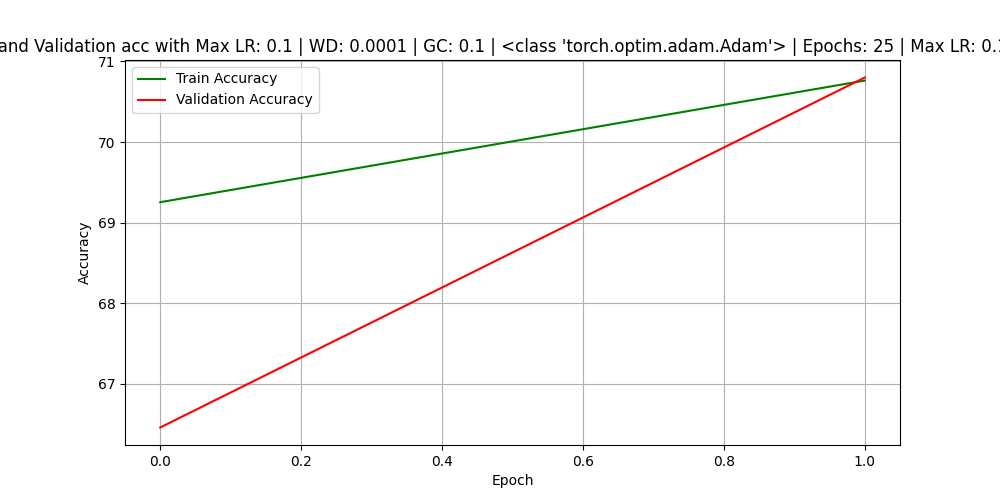 and Validation acc with Max LR: 0.1 | WD: 0.0001 | GC: 0.1 | <class 'torch.optim.adam.Adam'> | Epochs: 25 | Max LR: 0.1
Train Accuracy
Validation Accuracy
71
70
69
68
67
Accuracy
0.0 0.2 0.4 0.6 0.8 1.0
Epoch